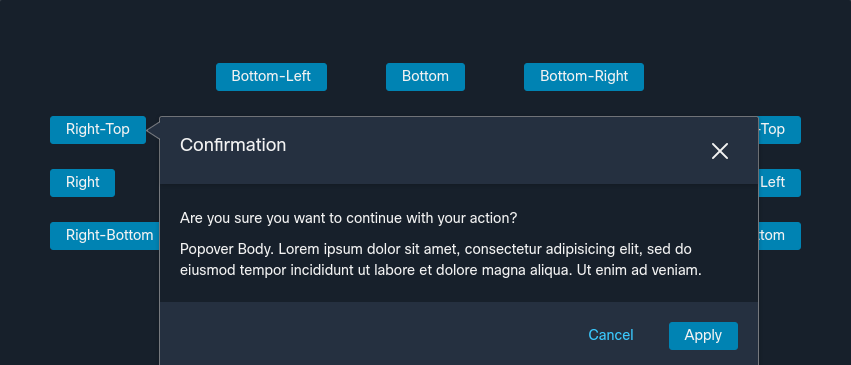 Bottom-Left Bottom Bottom-Right
Right-Top
-Top
Confirmation
Right
Left
Are you sure you want to continue with your action?
Right-Bottom
Popover Body. Lorem ipsum dolor sit amet, consectetur adipisicing elit, sed do
eiusmod tempor incididunt ut labore et dolore magna aliqua. Ut enim ad veniam.
Cancel Apply